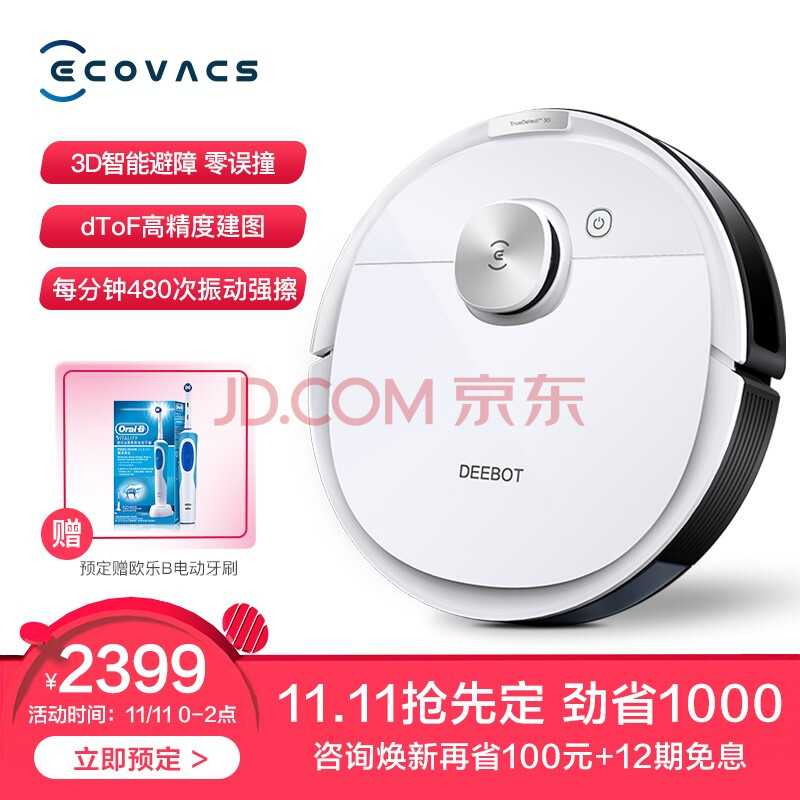 ECOVACS
TrueDetect™ 3D
3D智能避障 零误撞
dToF高精度建图
每分钟480次振动强擦
JD.COM 京东
DEEBOT
Oral-B
VITALITY
赠
预定赠欧乐B电动牙刷
¥2399
活动时间：11/11 0-2点
立即预定 >
11.11抢先定 劲省1000
咨询焕新再省100元+12期免息